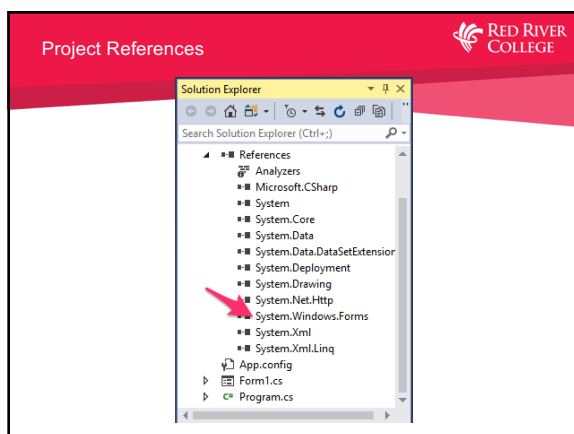 Project References
RED RIVER
COLLEGE
Solution Explorer
Search Solution Explorer (Ctrl+;)
References
Analyzers
Microsoft.CSharp
System
System.Core
System.Data
System.Data.DataSetExtension
System.Deployment
System.Drawing
System.Net.Http
System.Windows.Forms
System.Xml
System.Xml.Linq
App.config
Form1.cs
C# Program.cs